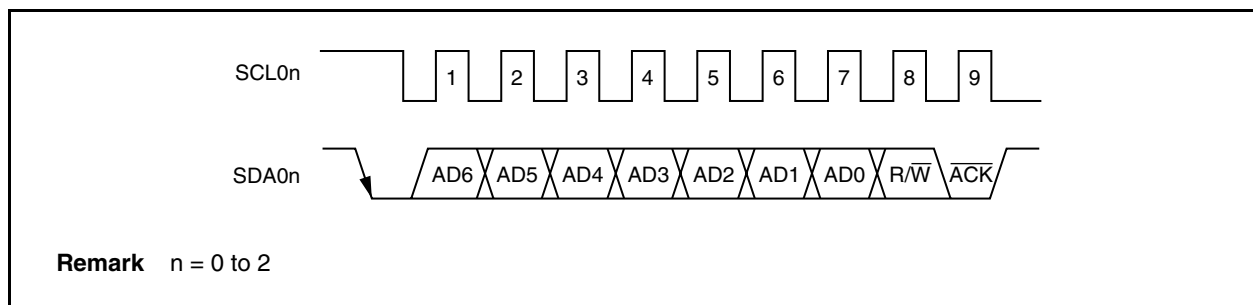 SCL0n 1 2 3 4 5 6 7 8 9
SDA0n AD6 AD5 AD4 AD3 AD2 AD1 AD0 R/W̅ A̅C̅K̅
Remark n = 0 to 2